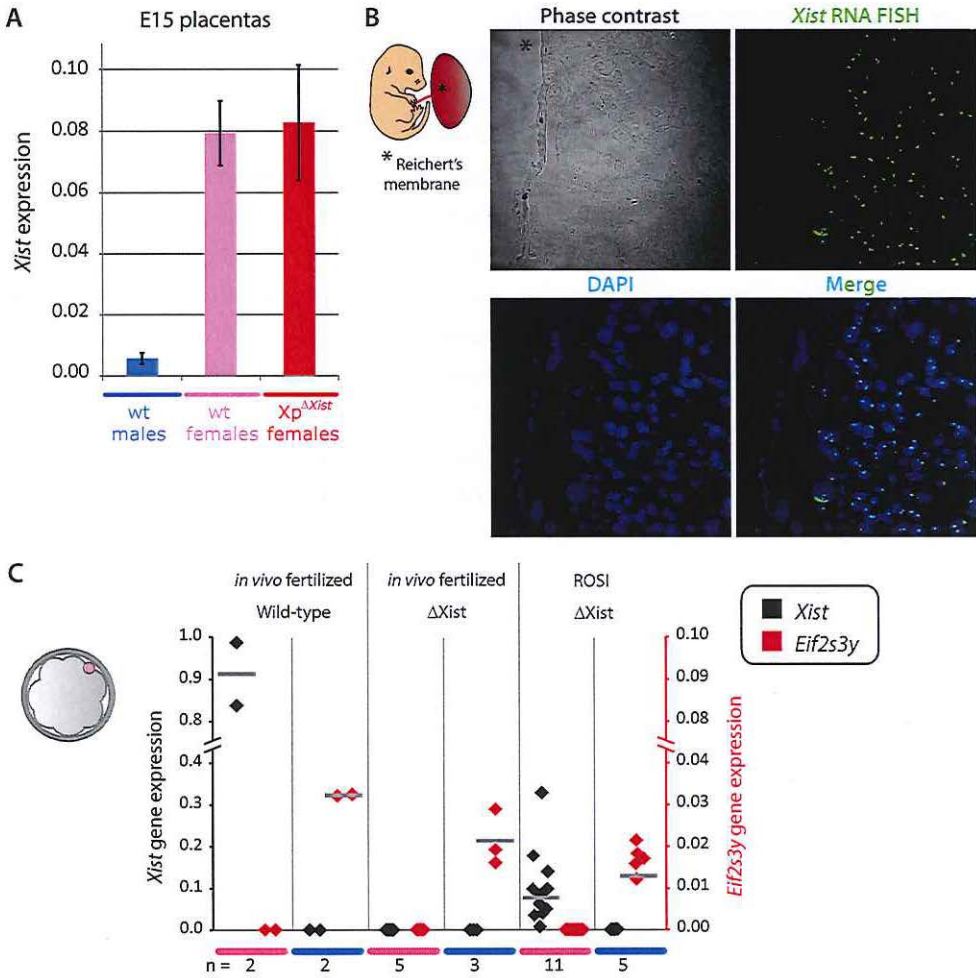 A
E15 placentas
Xist expression
0.10
0.08
0.06
0.04
0.02
0.00
wt
males
wt
females
Xp^ΔXist
females
B
* Reichert's
membrane
*
Phase contrast
*
Xist RNA FISH
DAPI
Merge
C
in vivo fertilized
Wild-type
in vivo fertilized
ΔXist
ROSI
ΔXist
Xist
Eif2s3y
Xist gene expression
1.0
0.9
0.8
0.4
0.3
0.2
0.1
0.0
0.10
0.09
0.08
0.04
0.03
0.02
0.01
0.00
Eif2s3y gene expression
n = 2 2 5 3 11 5